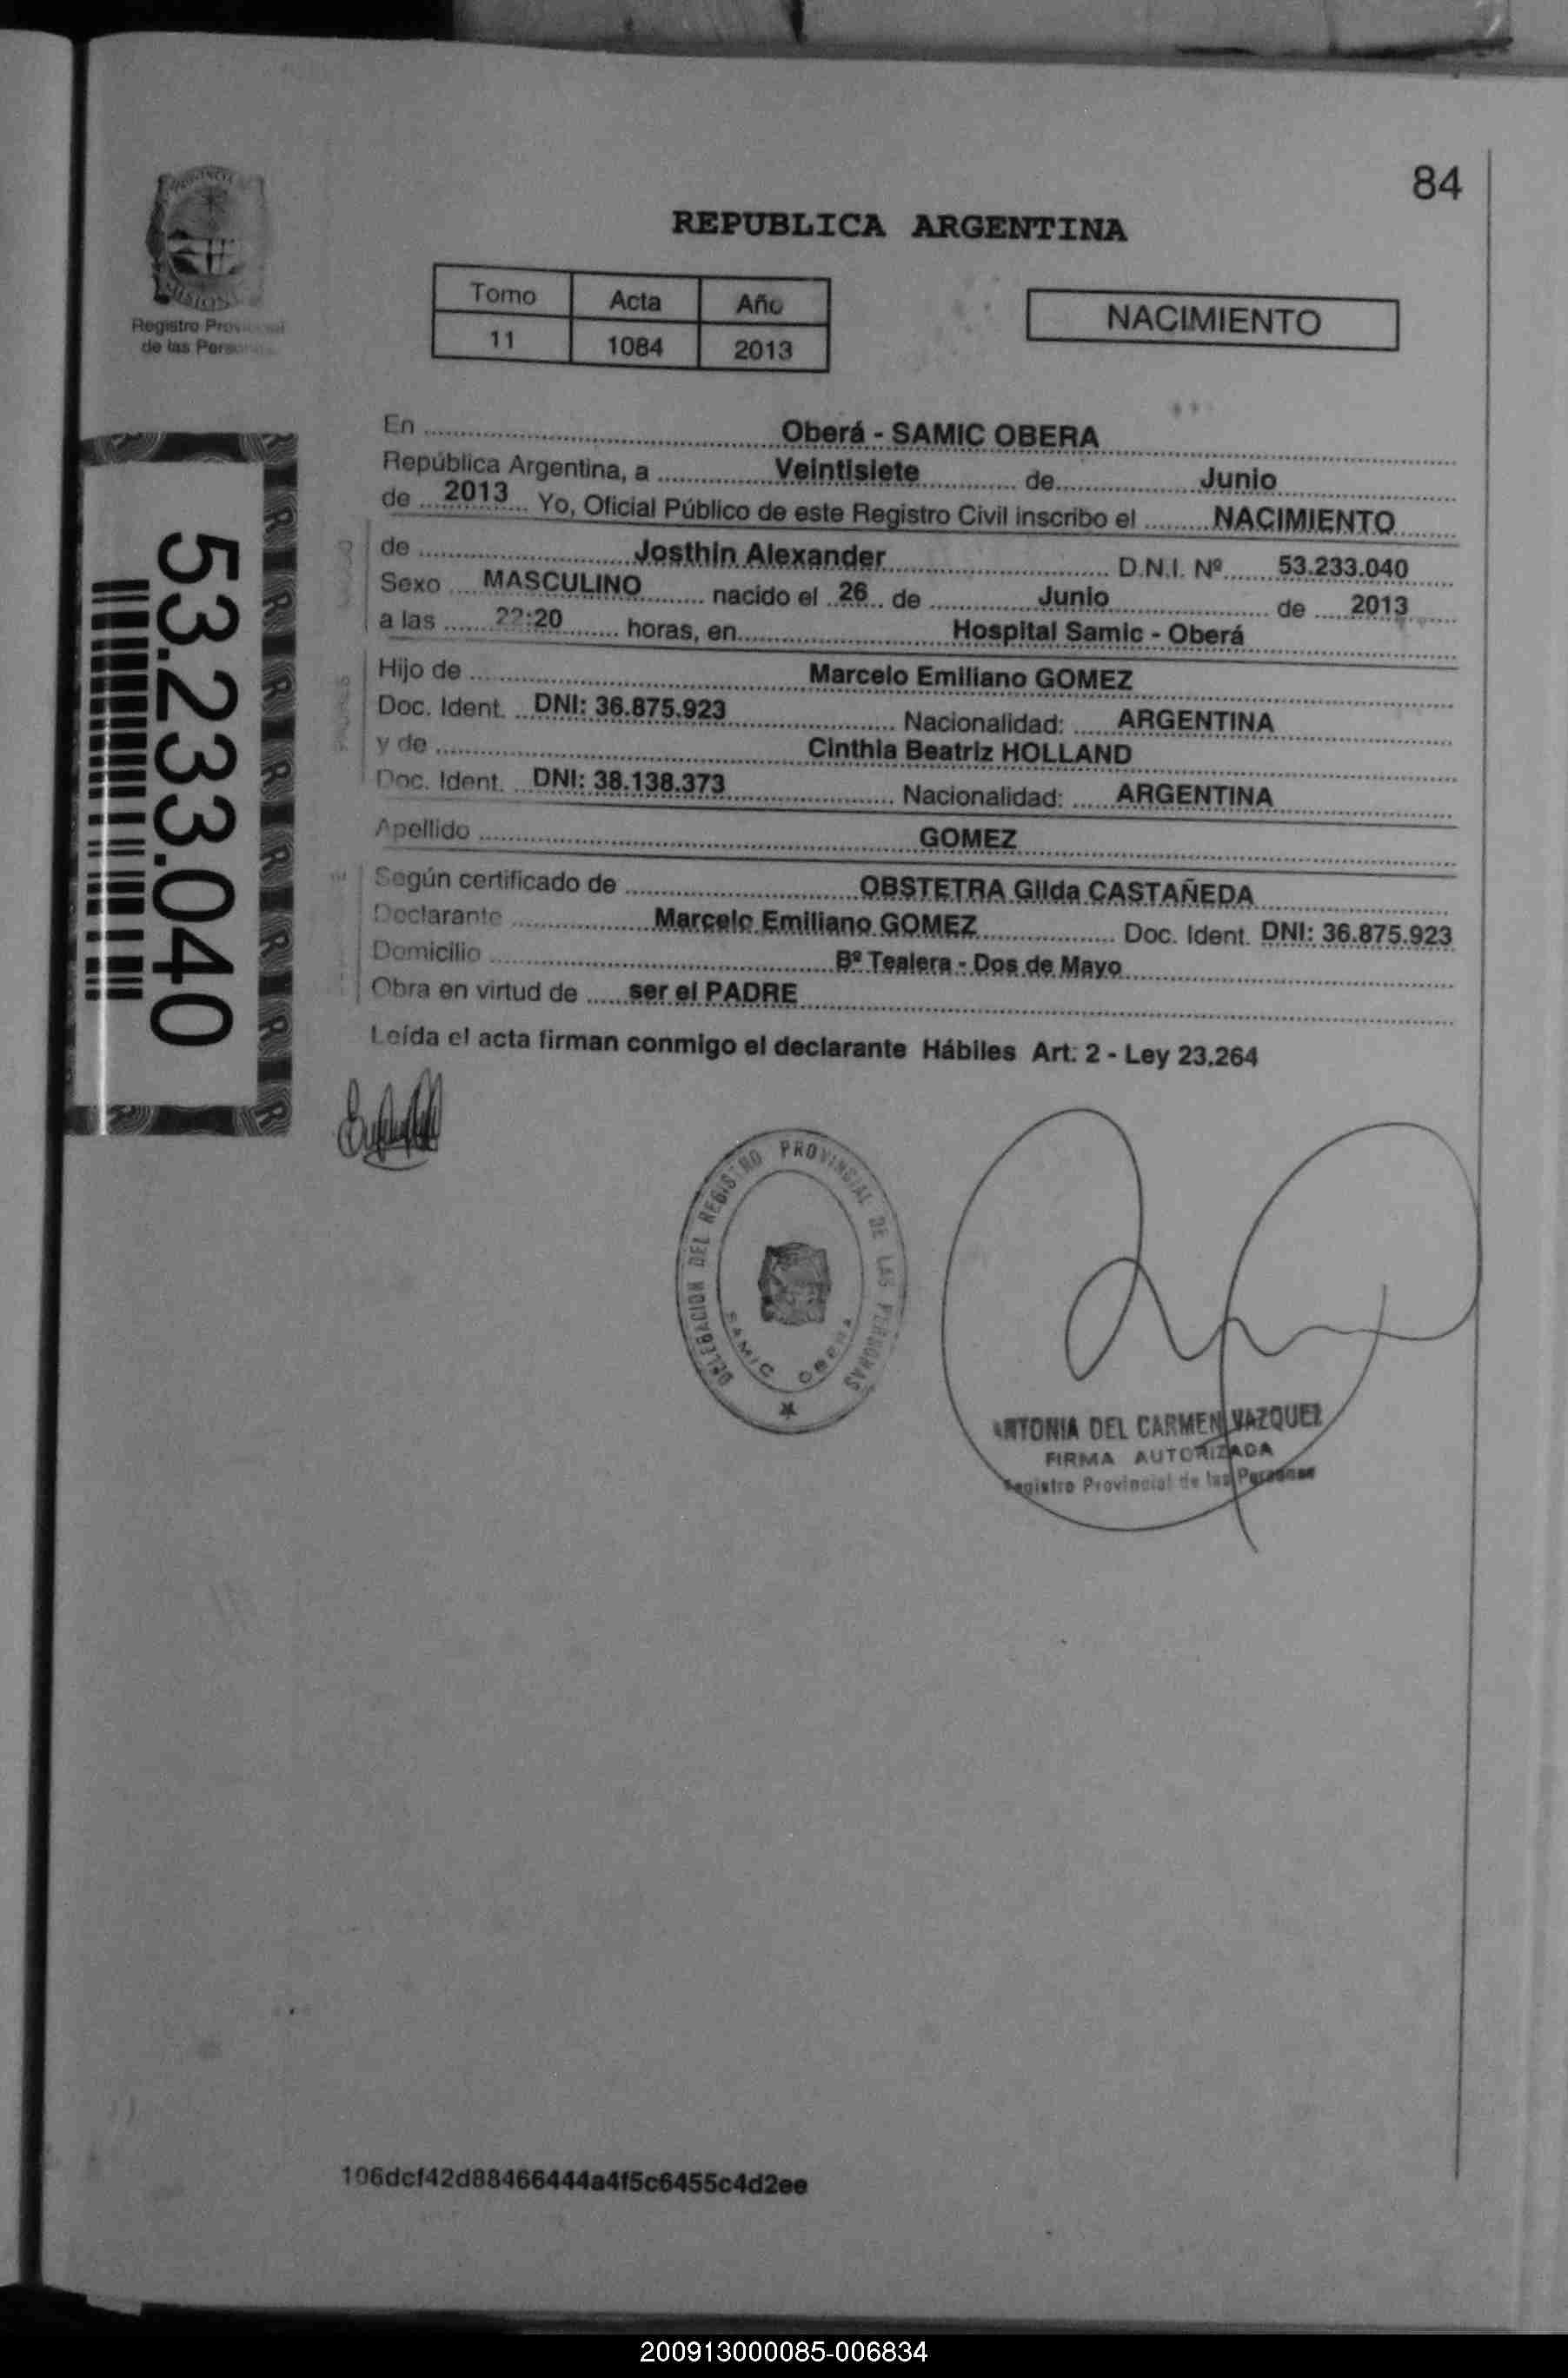 84
REPUBLICA ARGENTINA
Registro Provincial
de las Personas
Tomo Acta Año
11 1084 2013
NACIMIENTO
53.233.040
En Oberá - SAMIC OBERA
República Argentina, a Veintisiete de Junio
de 2013 Yo, Oficial Público de este Registro Civil inscribo el NACIMIENTO
de Josthin Alexander D.N.I. Nº 53.233.040
Sexo MASCULINO nacido el 26 de Junio de 2013
a las 22:20 horas, en Hospital Samic - Oberá
Hijo de Marcelo Emiliano GOMEZ
Doc. Ident. DNI: 36.875.923 Nacionalidad: ARGENTINA
y de Cinthia Beatriz HOLLAND
Doc. Ident. DNI: 38.138.373 Nacionalidad: ARGENTINA
Apellido GOMEZ
Según certificado de OBSTETRA Gilda CASTAÑEDA
Declarante Marcelo Emiliano GOMEZ Doc. Ident. DNI: 36.875.923
Domicilio Bº Tealera - Dos de Mayo
Obra en virtud de ser el PADRE
Leída el acta firman conmigo el declarante Hábiles Art: 2 - Ley 23.264
DELEGACION DEL REGISTRO PROVINCIAL DE LAS PERSONAS
SAMIC OBERA
ANTONIA DEL CARMEN VAZQUEZ
FIRMA AUTORIZADA
Registro Provincial de las Personas
106dcf42d88466444a4f5c6455c4d2ee
200913000085-006834